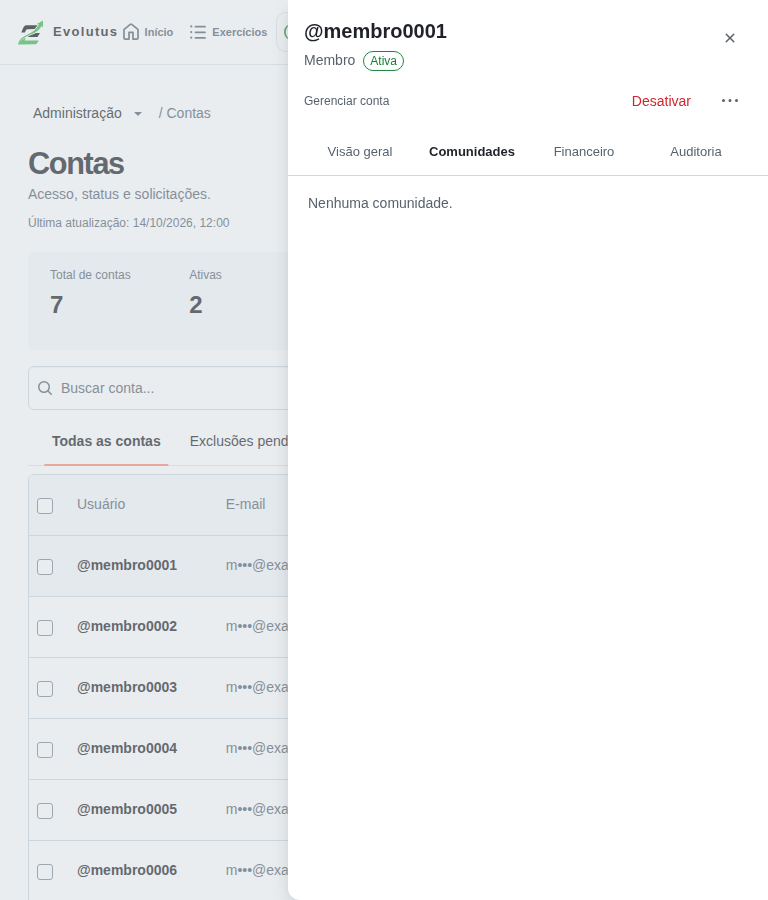 Evolutus
Início
Exercícios
Administração
/ Contas
Contas
Acesso, status e solicitações.
Última atualização: 14/10/2026, 12:00
Total de contas
Ativas
7
2
Buscar conta...
Todas as contas
Exclusões pend
Usuário
E-mail
@membro0001
m•••@exa
@membro0002
m•••@exa
@membro0003
m•••@exa
@membro0004
m•••@exa
@membro0005
m•••@exa
@membro0006
m•••@exa
@membro0001
Membro
Ativa
Gerenciar conta
Desativar
Visão geral
Comunidades
Financeiro
Auditoria
Nenhuma comunidade.